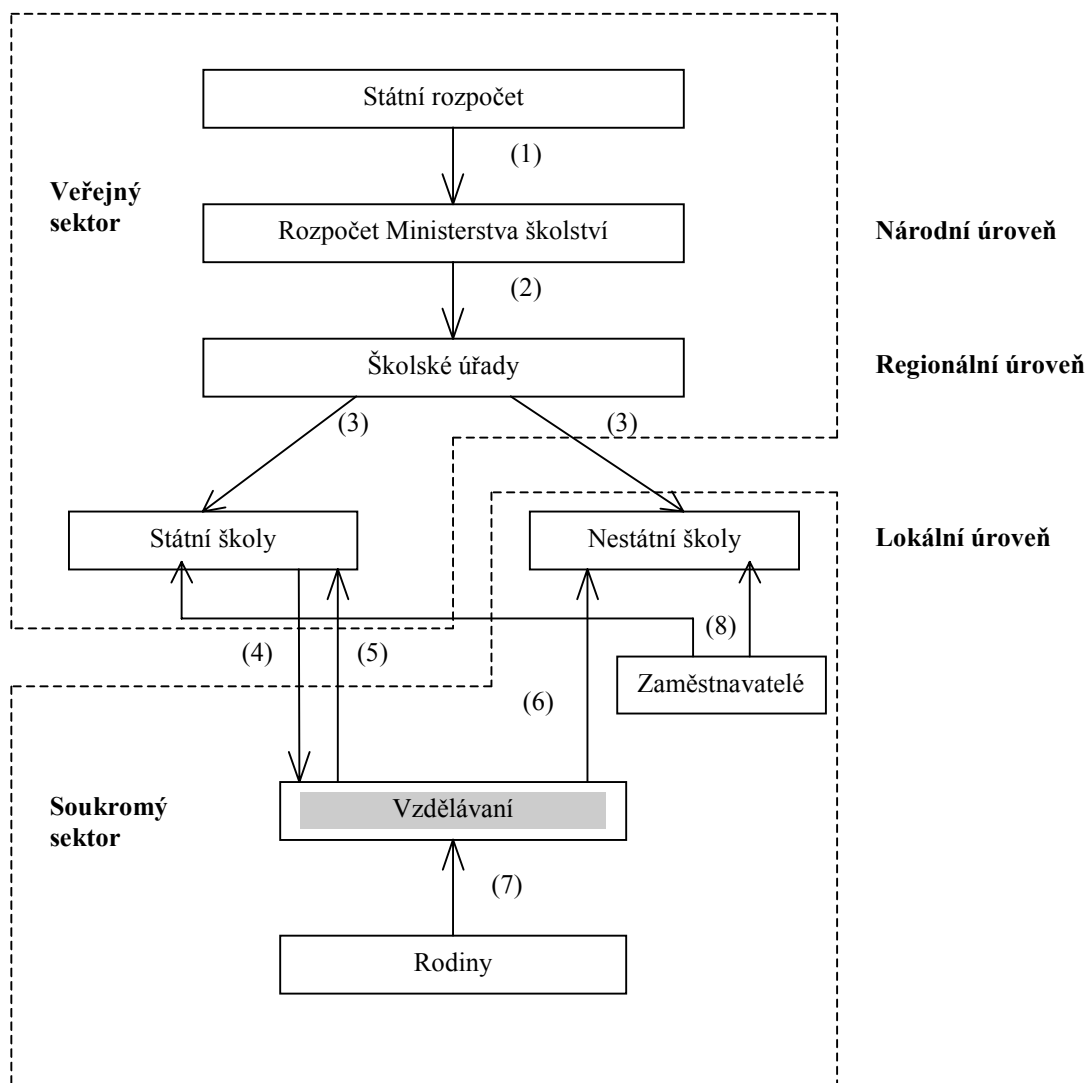 Státní rozpočet
(1)
Veřejný
sektor
Rozpočet Ministerstva školství
Národní úroveň
(2)
Školské úřady
Regionální úroveň
(3)
(3)
Státní školy
Nestátní školy
Lokální úroveň
(4)
(5)
(8)
(6)
Zaměstnavatelé
Soukromý
sektor
Vzdělávaní
(7)
Rodiny